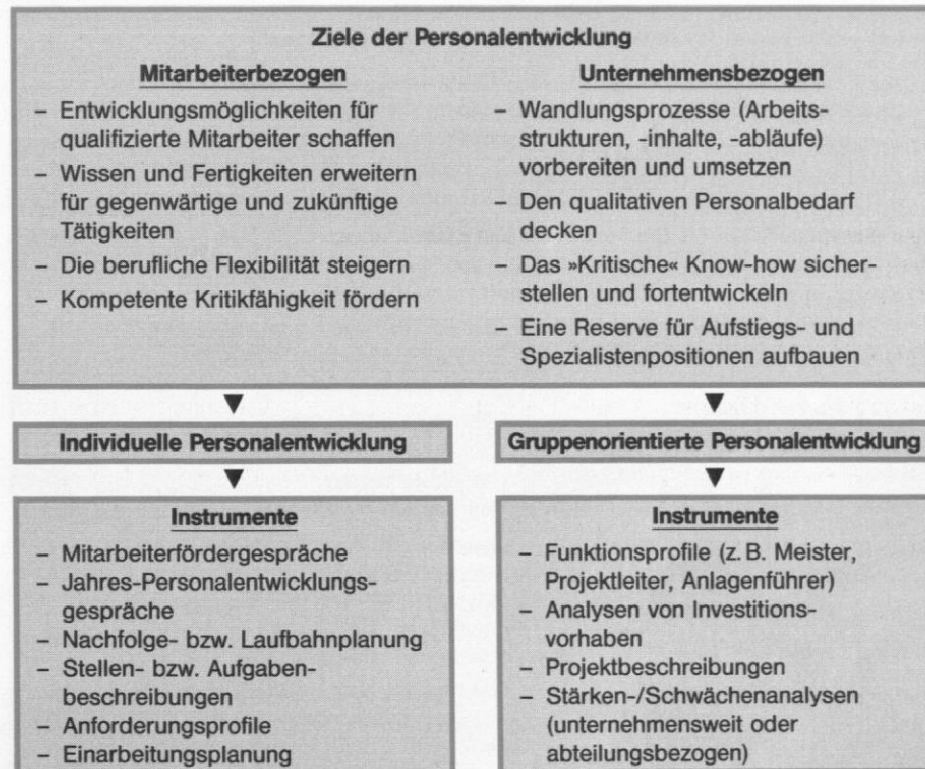 Ziele der Personalentwicklung
Mitarbeiterbezogen
– Entwicklungsmöglichkeiten für
qualifizierte Mitarbeiter schaffen
– Wissen und Fertigkeiten erweitern
für gegenwärtige und zukünftige
Tätigkeiten
– Die berufliche Flexibilität steigern
– Kompetente Kritikfähigkeit fördern
Unternehmensbezogen
– Wandlungsprozesse (Arbeits-
strukturen, -inhalte, -abläufe)
vorbereiten und umsetzen
– Den qualitativen Personalbedarf
decken
– Das »Kritische« Know-how sicher-
stellen und fortentwickeln
– Eine Reserve für Aufstiegs- und
Spezialistenpositionen aufbauen
Individuelle Personalentwicklung
Instrumente
– Mitarbeiterfördergespräche
– Jahres-Personalentwicklungs-
gespräche
– Nachfolge- bzw. Laufbahnplanung
– Stellen- bzw. Aufgaben-
beschreibungen
– Anforderungsprofile
– Einarbeitungsplanung
Gruppenorientierte Personalentwicklung
Instrumente
– Funktionsprofile (z. B. Meister,
Projektleiter, Anlagenführer)
– Analysen von Investitions-
vorhaben
– Projektbeschreibungen
– Stärken-/Schwächenanalysen
(unternehmensweit oder
abteilungsbezogen)